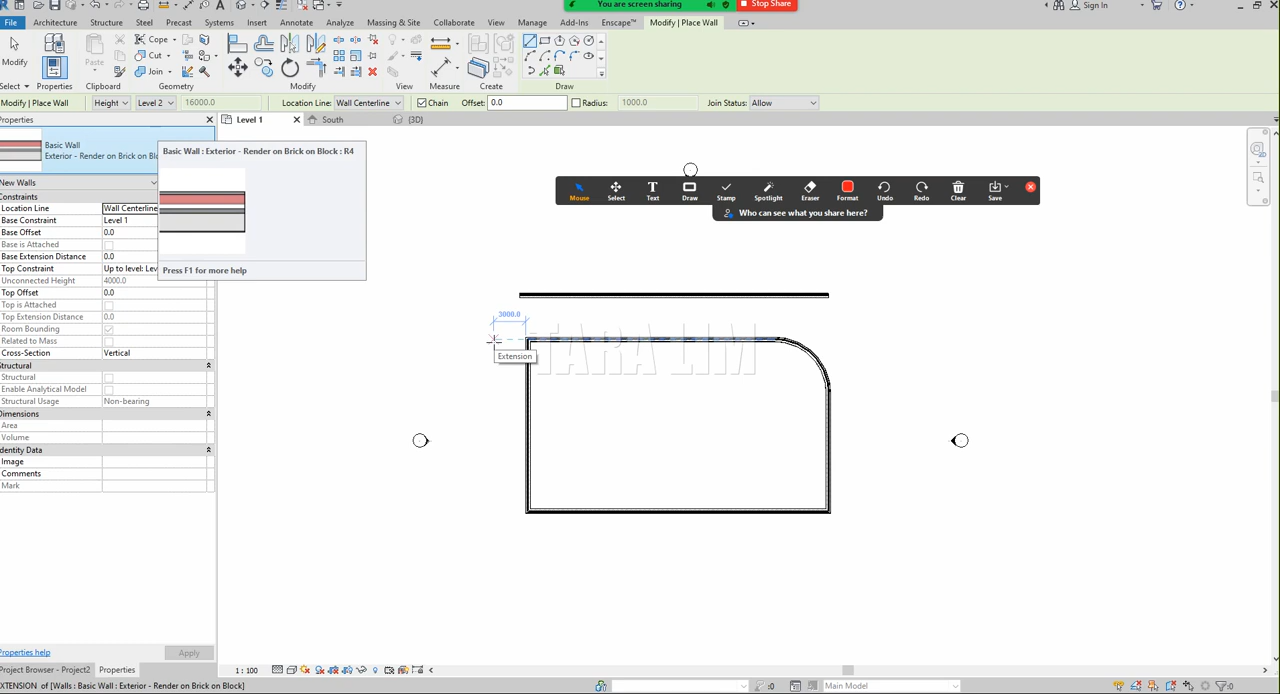 You are screen sharing
Stop Share
Sign In
File
Architecture
Structure
Steel
Precast
Systems
Insert
Annotate
Analyze
Massing & Site
Collaborate
View
Manage
Add-Ins
Enscape™
Modify | Place Wall
Modify
Paste
Cope
Cut
Join
Select
Properties
Clipboard
Geometry
Modify
View
Measure
Create
Draw
Modify | Place Wall
Height
Level 2
16000.0
Location Line:
Wall Centerline
Chain
Offset:
0.0
Radius:
1000.0
Join Status:
Allow
Properties
Level 1
South
{3D}
Basic Wall
Exterior - Render on Brick on Blo
Basic Wall : Exterior - Render on Brick on Block : R4
Press F1 for more help
New Walls
Constraints
Location Line
Wall Centerline
Base Constraint
Level 1
Base Offset
0.0
Base is Attached
Base Extension Distance
0.0
Top Constraint
Up to level: Lev
Unconnected Height
4000.0
Top Offset
0.0
Top is Attached
Top Extension Distance
0.0
Room Bounding
Related to Mass
Cross-Section
Vertical
Structural
Structural
Enable Analytical Model
Structural Usage
Non-bearing
Dimensions
Area
Volume
Identity Data
Image
Comments
Mark
Mouse
Select
Text
Draw
Stamp
Spotlight
Eraser
Format
Undo
Redo
Clear
Save
Who can see what you share here?
3000.0
Extension
TARA LIM
Properties help
Apply
Project Browser - Project2
Properties
1 : 100
EXTENSION of [Walls : Basic Wall : Exterior - Render on Brick on Block]
:0
Main Model
:0